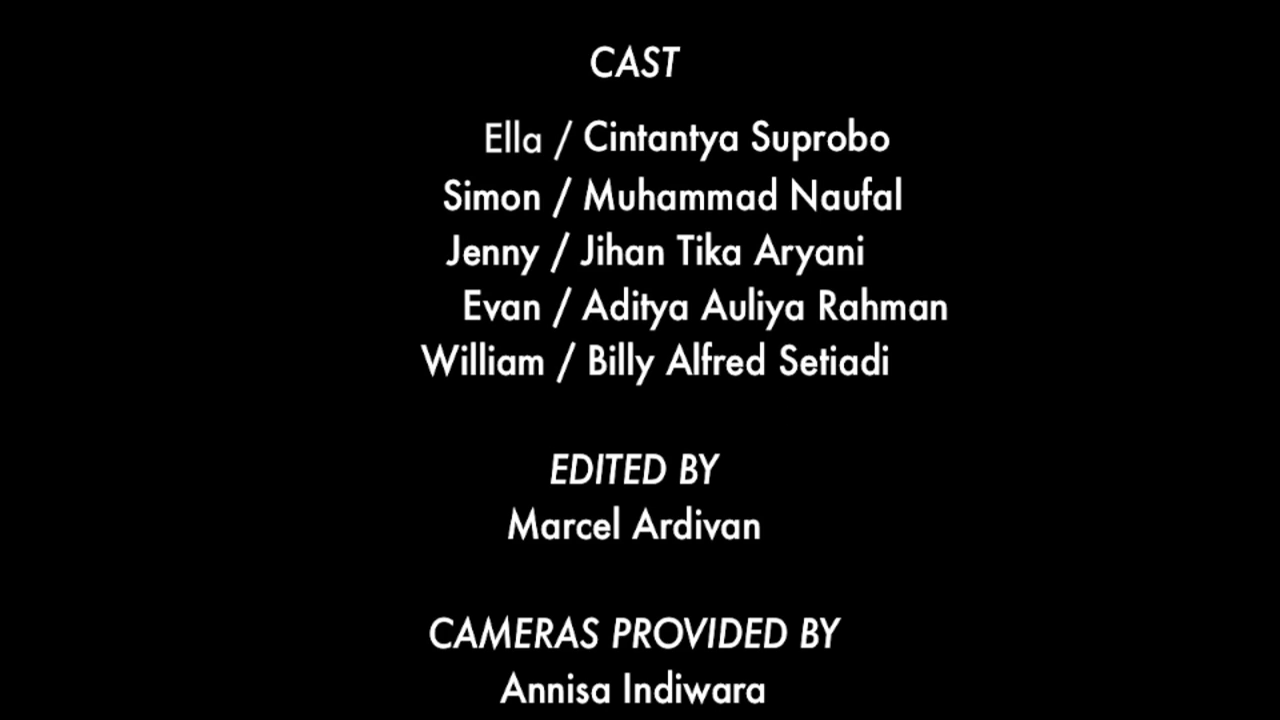 CAST
Ella / Cintantya Suprobo
Simon / Muhammad Naufal
Jenny / Jihan Tika Aryani
Evan / Aditya Auliya Rahman
William / Billy Alfred Setiadi
EDITED BY
Marcel Ardivan
CAMERAS PROVIDED BY
Annisa Indiwara